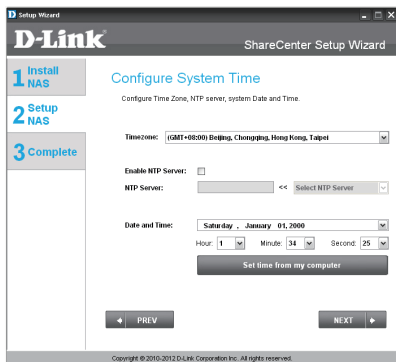 Setup Wizard
D-Link
ShareCenter Setup Wizard
1 Install NAS
2 Setup NAS
3 Complete
Configure System Time
Configure Time Zone, NTP server, system Date and Time.
Timezone: (GMT+08:00) Beijing, Chongqing, Hong Kong, Taipei
Enable NTP Server:
NTP Server: << Select NTP Server
Date and Time: Saturday , January 01, 2000
Hour: 1 Minute: 34 Second: 25
Set time from my computer
PREV NEXT
Copyright © 2010-2012 D-Link Corporation Inc. All rights reserved.